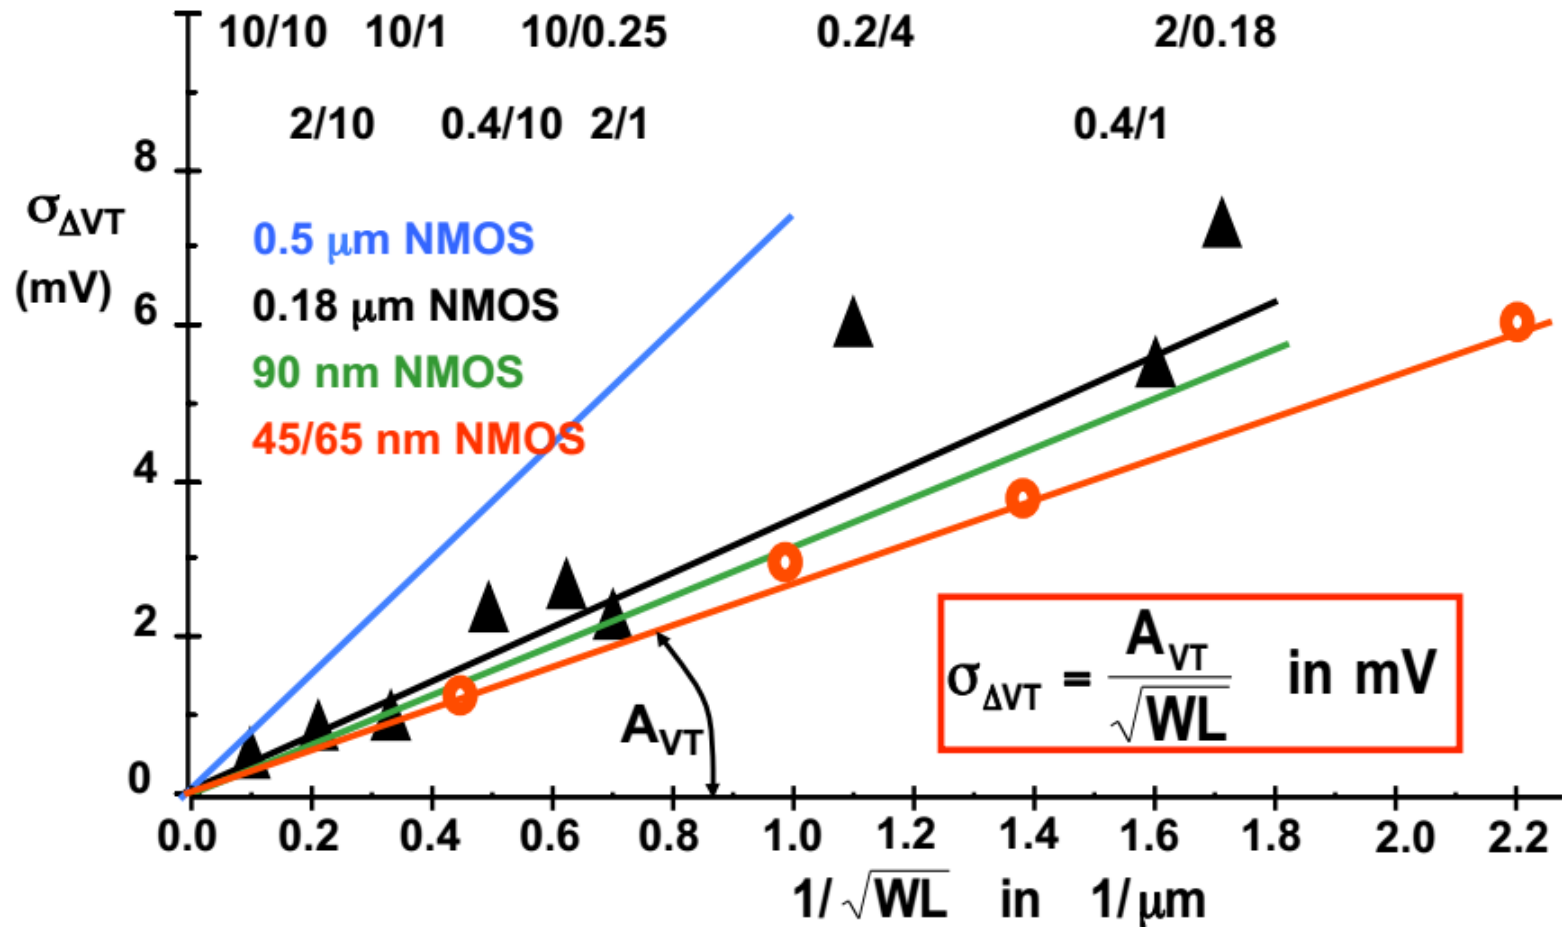 10/10 10/1 10/0.25 0.2/4 2/0.18
2/10 0.4/10 2/1 0.4/1
8
σΔVT
(mV)
0.5 μm NMOS
0.18 μm NMOS
6
90 nm NMOS
45/65 nm NMOS
4
2
σΔVT = AVT / √WL in mV
AVT
0
0.0 0.2 0.4 0.6 0.8 1.0 1.2 1.4 1.6 1.8 2.0 2.2
1/√WL in 1/μm